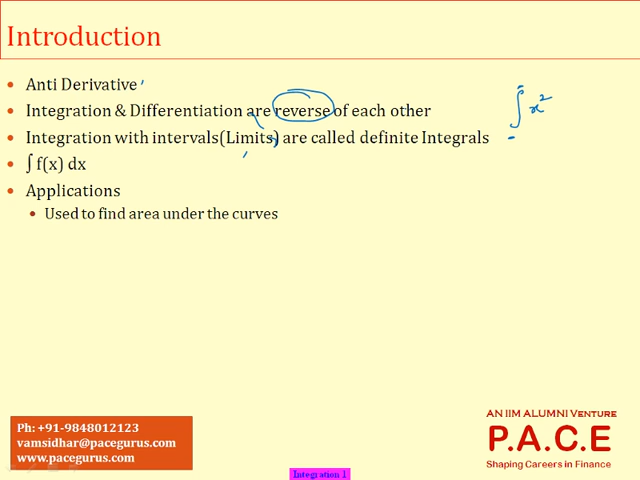 Introduction
Anti Derivative
Integration & Differentiation are reverse of each other
∫ x²
Integration with intervals(Limits) are called definite Integrals
∫ f(x) dx
Applications
Used to find area under the curves
Ph: +91-9848012123
vamsidhar@pacegurus.com
www.pacegurus.com
AN IIM ALUMNI VENTURE
P.A.C.E
Shaping Careers in Finance
Integration 1